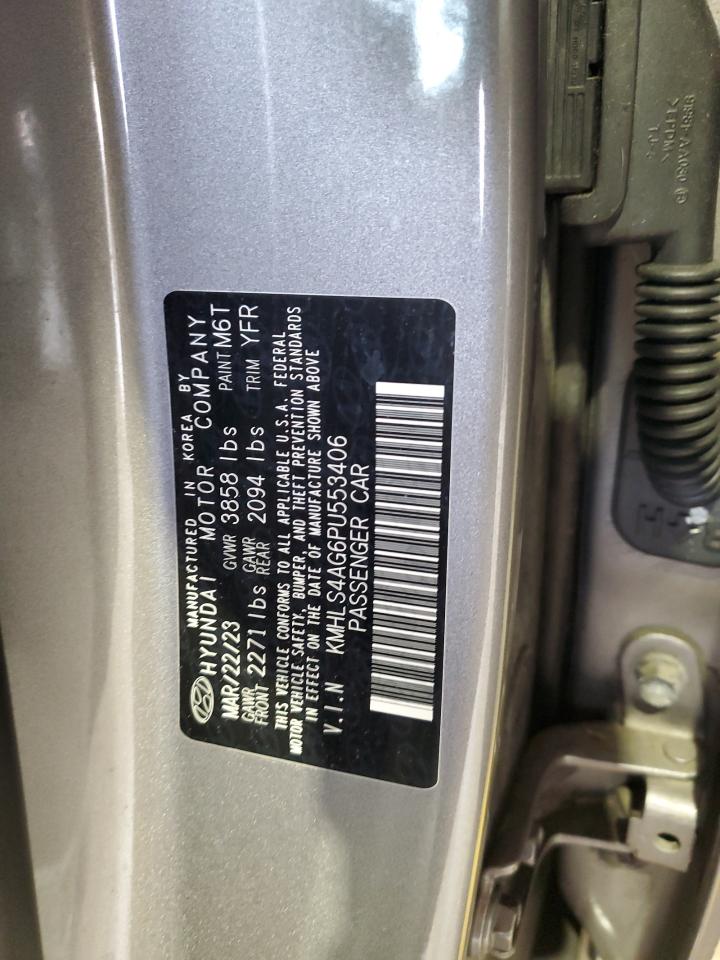 MANUFACTURED IN KOREA BY
HYUNDAI MOTOR COMPANY
MAR/22/23 GVWR 3858 lbs PAINT M6T
GAWR FRONT 2271 lbs GAWR REAR 2094 lbs TRIM YFR
THIS VEHICLE CONFORMS TO ALL APPLICABLE U.S.A. FEDERAL
MOTOR VEHICLE SAFETY, BUMPER, AND THEFT PREVENTION STANDARDS
IN EFFECT ON THE DATE OF MANUFACTURE SHOWN ABOVE
V.I.N KMHLS4AG6PU553406
PASSENGER CAR